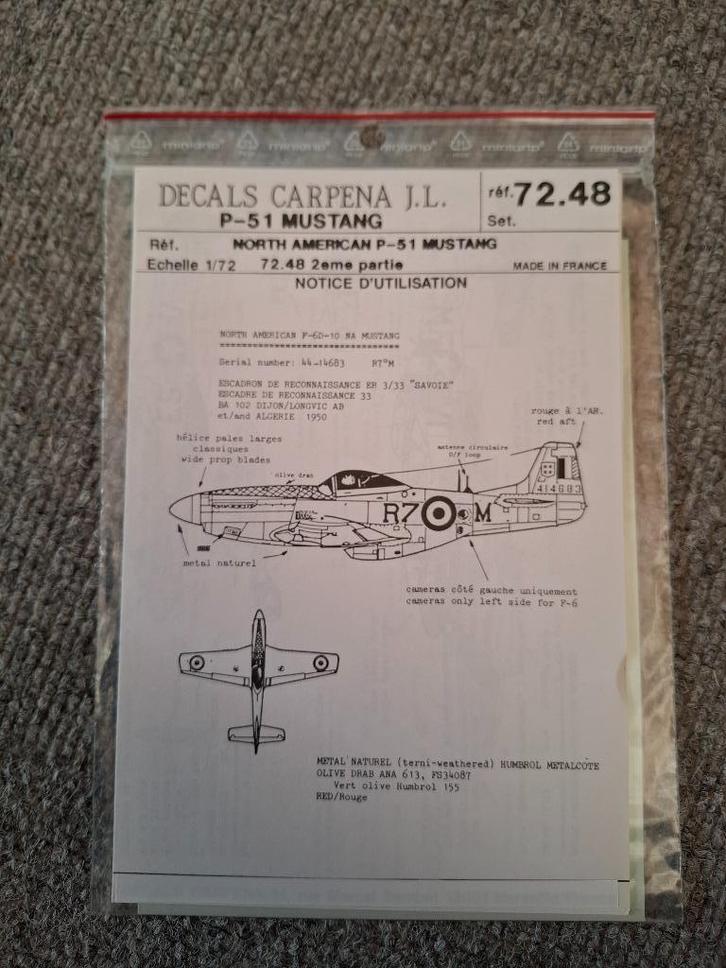 minigrip minigrip minigrip minigrip minigrip
DECALS CARPENA J.L. réf. 72.48
P-51 MUSTANG Set.
Réf. NORTH AMERICAN P-51 MUSTANG
Echelle 1/72 72.48 2eme partie MADE IN FRANCE
NOTICE D'UTILISATION
NORTH AMERICAN F-6D-10 NA MUSTANG
Serial number: 44-14683 R7°M
ESCADRON DE RECONNAISSANCE ER 3/33 "SAVOIE"
ESCADRE DE RECONNAISSANCE 33
BA 102 DIJON/LONGVIC AB
et/and ALGERIE 1950
rouge à l'AR.
red aft
hélice pales larges
classiques
wide prop blades
antenne circulaire
D/F loop
olive drab
414683
R7 M
metal naturel
cameras côté gauche uniquement
cameras only left side for F-6
METAL NATUREL (terni-weathered) HUMBROL METALCOTE
OLIVE DRAB ANA 613, FS34087
Vert olive Humbrol 155
RED/Rouge